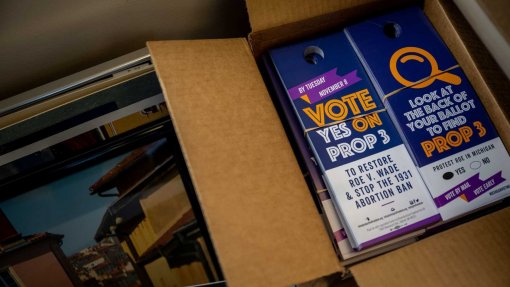 BY TUESDAY
NOVEMBER 8
VOTE
YES ON
PROP 3
TO RESTORE
ROE V. WADE
& STOP THE 1931
ABORTION BAN
LOOK AT
THE BACK OF
YOUR BALLOT
TO FIND
PROP 3
PROTECT ROE IN MICHIGAN
YES NO
VOTE BY MAIL
VOTE EARLY